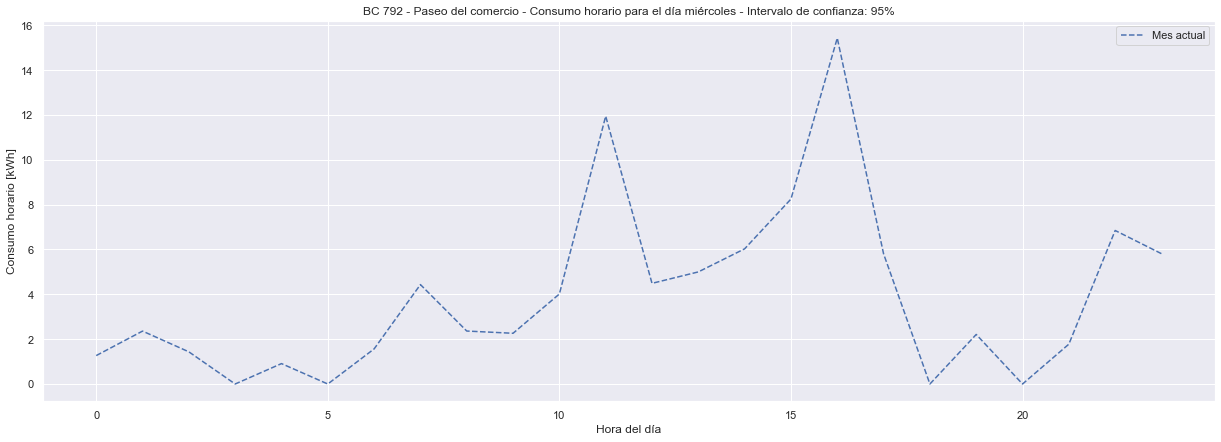 BC 792 - Paseo del comercio - Consumo horario para el día miércoles - Intervalo de confianza: 95%
Mes actual
Consumo horario [kWh]
16
14
12
10
8
6
4
2
0
0 5 10 15 20
Hora del día